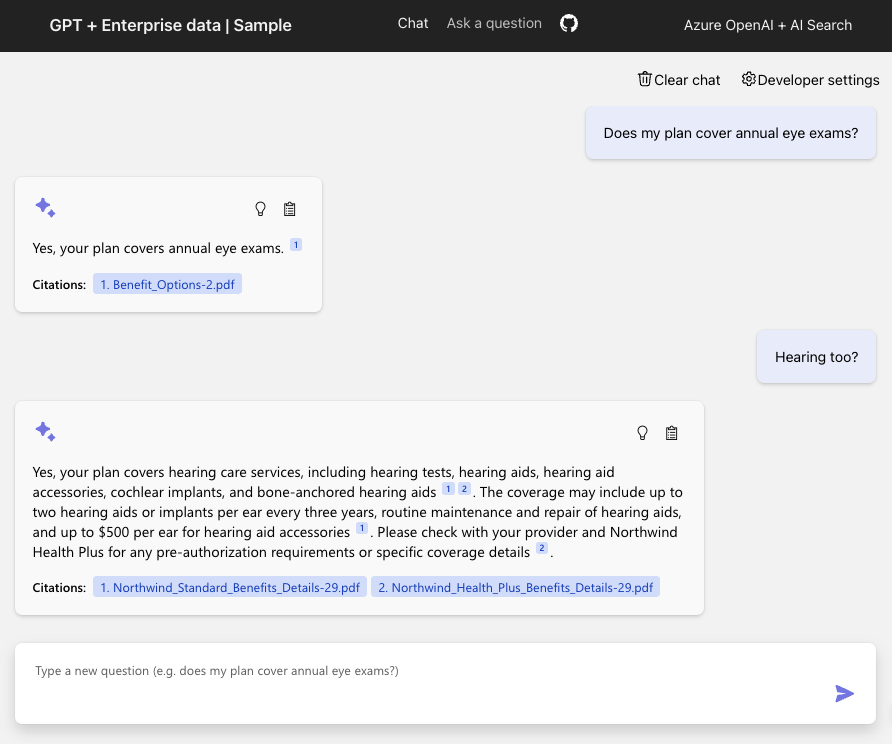 GPT + Enterprise data | Sample
Chat
Ask a question
Azure OpenAI + AI Search
Clear chat
Developer settings
Does my plan cover annual eye exams?
Yes, your plan covers annual eye exams. 1
Citations: 1. Benefit_Options-2.pdf
Hearing too?
Yes, your plan covers hearing care services, including hearing tests, hearing aids, hearing aid
accessories, cochlear implants, and bone-anchored hearing aids 1 2 . The coverage may include up to
two hearing aids or implants per ear every three years, routine maintenance and repair of hearing aids,
and up to $500 per ear for hearing aid accessories 1 . Please check with your provider and Northwind
Health Plus for any pre-authorization requirements or specific coverage details 2 .
Citations: 1. Northwind_Standard_Benefits_Details-29.pdf 2. Northwind_Health_Plus_Benefits_Details-29.pdf
Type a new question (e.g. does my plan cover annual eye exams?)